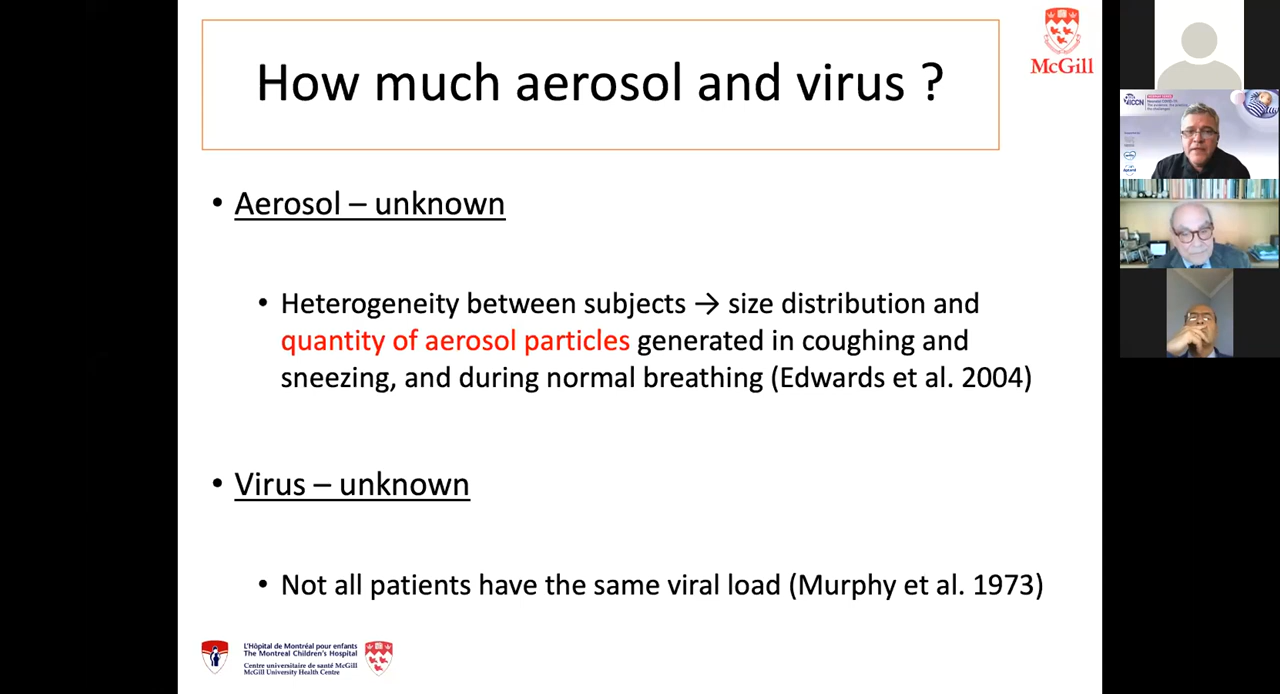 How much aerosol and virus ?
McGill
• Aerosol – unknown
• Heterogeneity between subjects → size distribution and
quantity of aerosol particles generated in coughing and
sneezing, and during normal breathing (Edwards et al. 2004)
• Virus – unknown
• Not all patients have the same viral load (Murphy et al. 1973)
L'Hôpital de Montréal pour enfants
The Montreal Children's Hospital
Centre universitaire de santé McGill
McGill University Health Centre